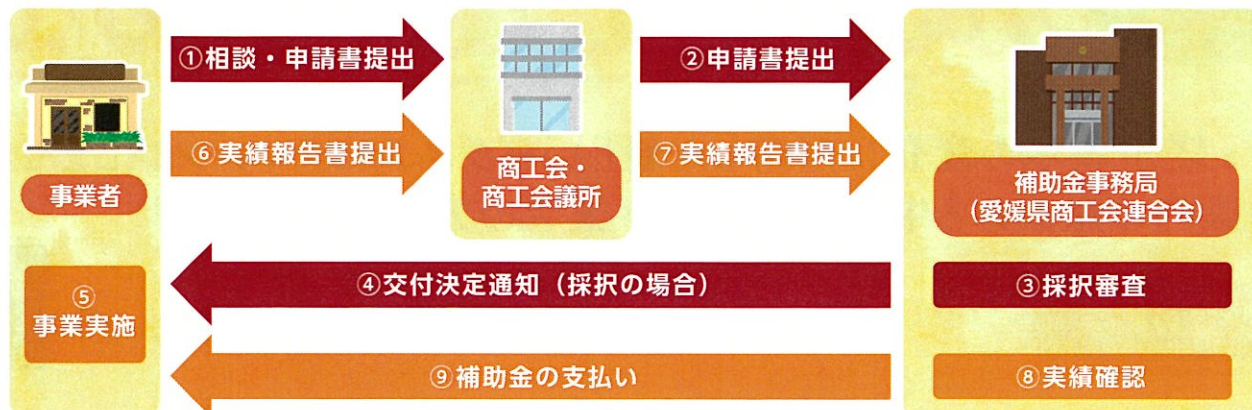 ①相談・申請書提出
②申請書提出
⑥実績報告書提出
⑦実績報告書提出
事業者
商工会・
商工会議所
補助金事務局
(愛媛県商工会連合会)
④交付決定通知(採択の場合)
③採択審査
⑤
事業実施
⑨補助金の支払い
⑧実績確認